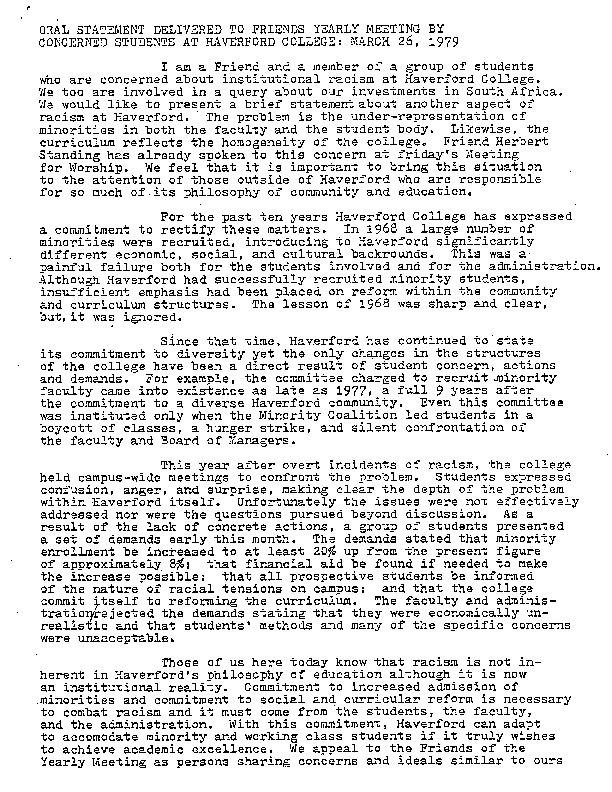 ORAL STATEMENT DELIVERED TO FRIENDS YEARLY MEETING BY
CONCERNED STUDENTS AT HAVERFORD COLLEGE: MARCH 26, 1979
I am a Friend and a member of a group of students
who are concerned about institutional racism at Haverford College.
We too are involved in a query about our investments in South Africa.
We would like to present a brief statement about another aspect of
racism at Haverford. The problem is the under-representation of
minorities in both the faculty and the student body. Likewise, the
curriculum reflects the homogeneity of the college. Friend Herbert
Standing has already spoken to this concern at friday's Meeting
for Worship. We feel that it is important to bring this situation
to the attention of those outside of Haverford who are responsible
for so much of its philosophy of community and education.
For the past ten years Haverford College has expressed
a commitment to rectify these matters. In 1968 a large number of
minorities were recruited, introducing to Haverford significantly
different economic, social, and cultural backrounds. This was a
painful failure both for the students involved and for the administration.
Although Haverford had successfully recruited minority students,
insufficient emphasis had been placed on reform within the community
and curriculum structures. The lesson of 1968 was sharp and clear,
but, it was ignored.
Since that time, Haverford has continued to state
its commitment to diversity yet the only changes in the structures
of the college have been a direct result of student concern, actions
and demands. For example, the committee charged to recruit minority
faculty came into existence as late as 1977, a full 9 years after
the commitment to a diverse Haverford community. Even this committee
was instituted only when the Minority Coalition led students in a
boycott of classes, a hunger strike, and silent confrontation of
the faculty and Board of Managers.
This year after overt Incidents of racism, the college
held campus-wide meetings to confront the problem. Students expressed
confusion, anger, and surprise, making clear the depth of the problem
within Haverford itself. Unfortunately the issues were not effectively
addressed nor were the questions pursued beyond discussion. As a
result of the lack of concrete actions, a group of students presented
a set of demands early this month. The demands stated that minority
enrollment be increased to at least 20% up from the present figure
of approximately 8%; that financial aid be found if needed to make
the increase possible; that all prospective students be informed
of the nature of racial tensions on campus; and that the college
commit itself to reforming the curriculum. The faculty and adminis-
tration rejected the demands stating that they were economically un-
realistic and that students' methods and many of the specific concerns
were unacceptable.
Those of us here today know that racism is not in-
herent in Haverford's philosophy of education although it is now
an institutional reality. Commitment to increased admission of
minorities and commitment to social and curricular reform is necessary
to combat racism and it must come from the students, the faculty,
and the administration. With this commitment, Haverford can adapt
to accomodate minority and working class students if it truly wishes
to achieve academic excellence. We appeal to the Friends of the
Yearly Meeting as persons sharing concerns and ideals similar to ours